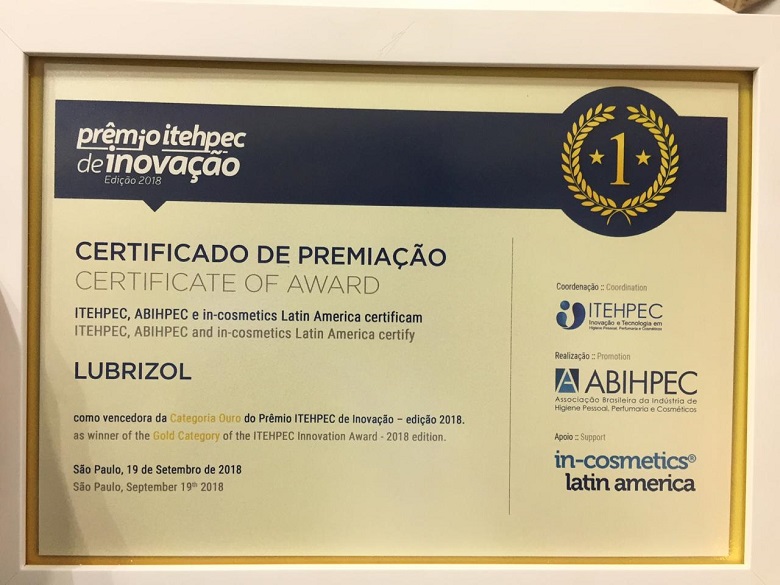 prêmio itehpec
de inovação
Edição 2018
1
CERTIFICADO DE PREMIAÇÃO
CERTIFICATE OF AWARD
ITEHPEC, ABIHPEC e in-cosmetics Latin America certificam
ITEHPEC, ABIHPEC and in-cosmetics Latin America certify
LUBRIZOL
como vencedora da Categoria Ouro do Prêmio ITEHPEC de Inovação – edição 2018.
as winner of the Gold Category of the ITEHPEC Innovation Award - 2018 edition.
São Paulo, 19 de Setembro de 2018
São Paulo, September 19th 2018
Coordenação :: Coordination
ITEHPEC
Inovação e Tecnologia em
Higiene Pessoal, Perfumaria e Cosméticos
Realização :: Promotion
ABIHPEC
Associação Brasileira da Indústria de
Higiene Pessoal, Perfumaria e Cosméticos
Apoio :: Support
in-cosmetics®
latin america